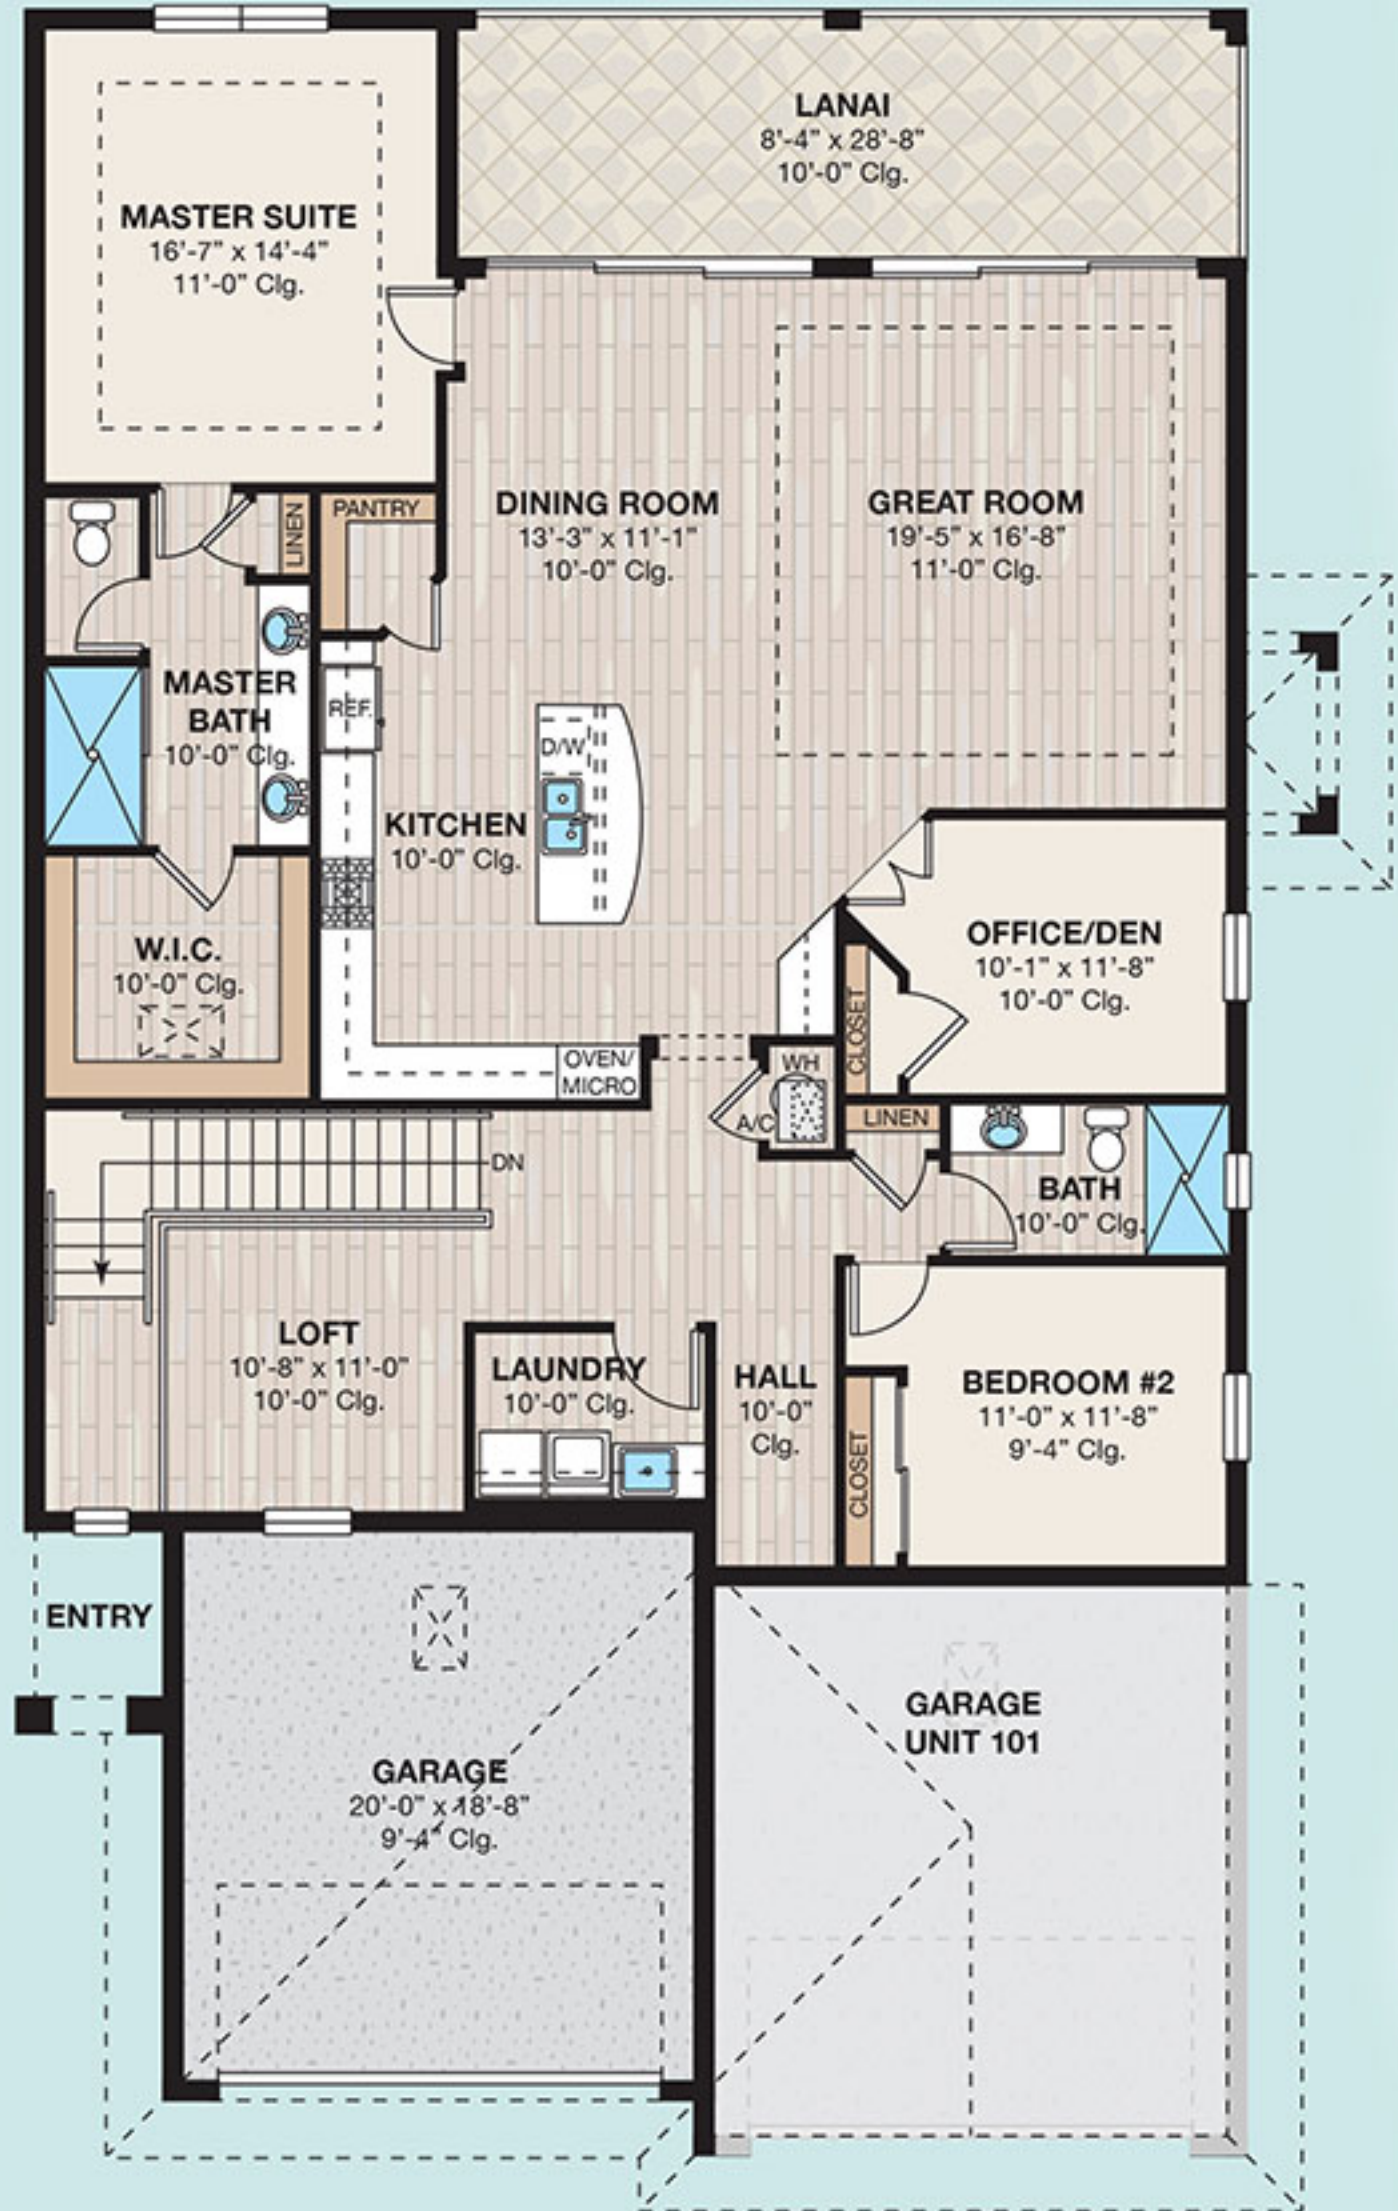 LANAI
8'-4" x 28'-8"
10'-0" Clg.
MASTER SUITE
16'-7" x 14'-4"
11'-0" Clg.
LINEN
PANTRY
DINING ROOM
13'-3" x 11'-1"
10'-0" Clg.
GREAT ROOM
19'-5" x 16'-8"
11'-0" Clg.
MASTER
BATH
10'-0" Clg.
REF.
D/W
KITCHEN
10'-0" Clg.
W.I.C.
10'-0" Clg.
OFFICE/DEN
10'-1" x 11'-8"
10'-0" Clg.
CLOSET
OVEN/
MICRO
WH
A/C
LINEN
DN
BATH
10'-0" Clg.
LOFT
10'-8" x 11'-0"
10'-0" Clg.
LAUNDRY
10'-0" Clg.
HALL
10'-0"
Clg.
BEDROOM #2
11'-0" x 11'-8"
9'-4" Clg.
CLOSET
ENTRY
GARAGE
20'-0" x 18'-8"
9'-4" Clg.
GARAGE
UNIT 101